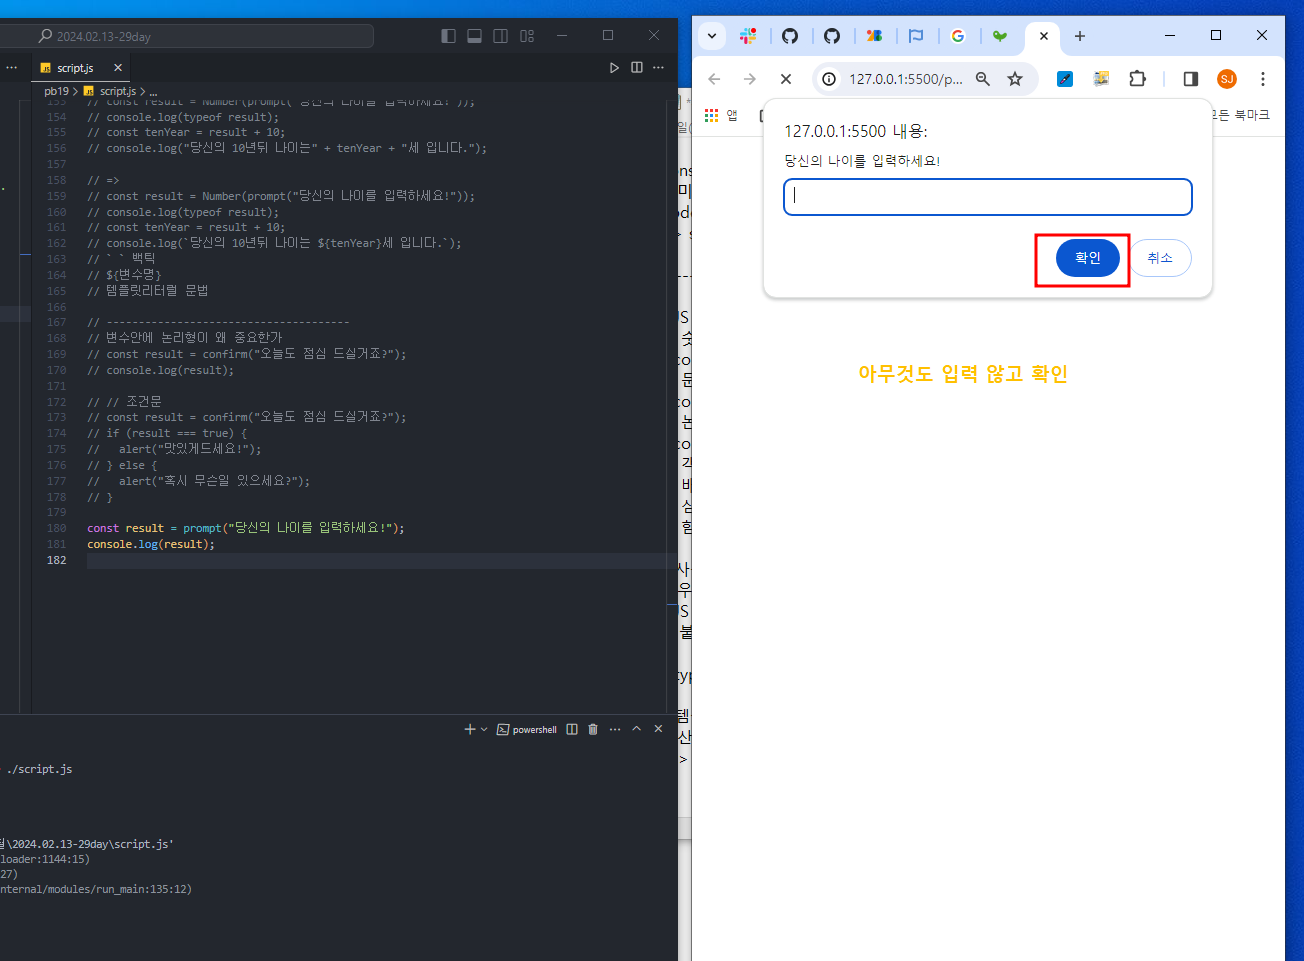 2024.02.13-29day
script.js
pb19 > script.js > ...
153 // const result = Number(prompt("당신의 나이를 입력하세요!"));
154 // console.log(typeof result);
155 // const tenYear = result + 10;
156 // console.log("당신의 10년뒤 나이는" + tenYear + "세 입니다.");
157
158 // =>
159 // const result = Number(prompt("당신의 나이를 입력하세요!"));
160 // console.log(typeof result);
161 // const tenYear = result + 10;
162 // console.log(`당신의 10년뒤 나이는 ${tenYear}세 입니다.`);
163 // ` ` 백틱
164 // ${변수명}
165 // 템플릿리터럴 문법
166
167 // --------------------------------------
168 // 변수안에 논리형이 왜 중요한가
169 // const result = confirm("오늘도 점심 드실거죠?");
170 // console.log(result);
171
172 // // 조건문
173 // const result = confirm("오늘도 점심 드실거죠?");
174 // if (result === true) {
175 //   alert("맛있게드세요!");
176 // } else {
177 //   alert("혹시 무슨일 있으세요?");
178 // }
179
180 const result = prompt("당신의 나이를 입력하세요!");
181 console.log(result);
182
powershell
./script.js
\2024.02.13-29day\script.js'
loader:1144:15)
27)
nternal/modules/run_main:135:12)
127.0.0.1:5500/p...
SJ
앱
모든 북마크
127.0.0.1:5500 내용:
당신의 나이를 입력하세요!
확인
취소
아무것도 입력 않고 확인